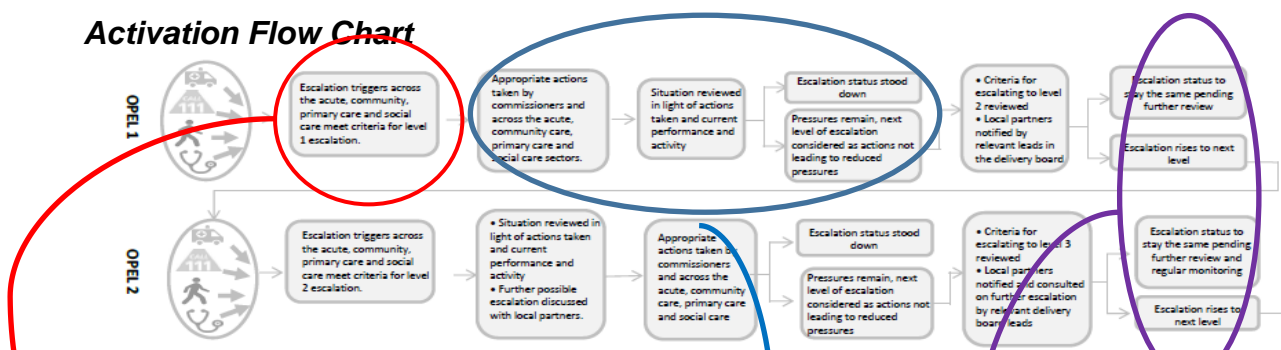 Activation Flow Chart
OPEL 1
111
Escalation triggers across
the acute, community,
primary care and social
care meet criteria for level
1 escalation.
Appropriate actions
taken by
commissioners and
across the acute,
community care,
primary care and
social care sectors.
Situation reviewed
in light of actions
taken and current
performance and
activity
Escalation status stood
down
Pressures remain, next
level of escalation
considered as actions not
leading to reduced
pressures
• Criteria for
escalating to level
2 reviewed
• Local partners
notified by
relevant leads in
the delivery board
Escalation status to
stay the same pending
further review
Escalation rises to next
level
OPEL 2
111
Escalation triggers across
the acute, community,
primary care and social
care meet criteria for level
2 escalation.
• Situation reviewed in
light of actions taken
and current
performance and
activity
• Further possible
escalation discussed
with local partners.
Appropriate
actions taken by
commissioners
and across the
acute, community
care, primary care
and social care
Escalation status stood
down
Pressures remain, next
level of escalation
considered as actions not
leading to reduced
pressures
• Criteria for
escalating to level 3
reviewed
• Local partners
notified and consulted
on further escalation
by relevant delivery
board leads
Escalation status to
stay the same pending
further review and
regular monitoring
Escalation rises to
next level